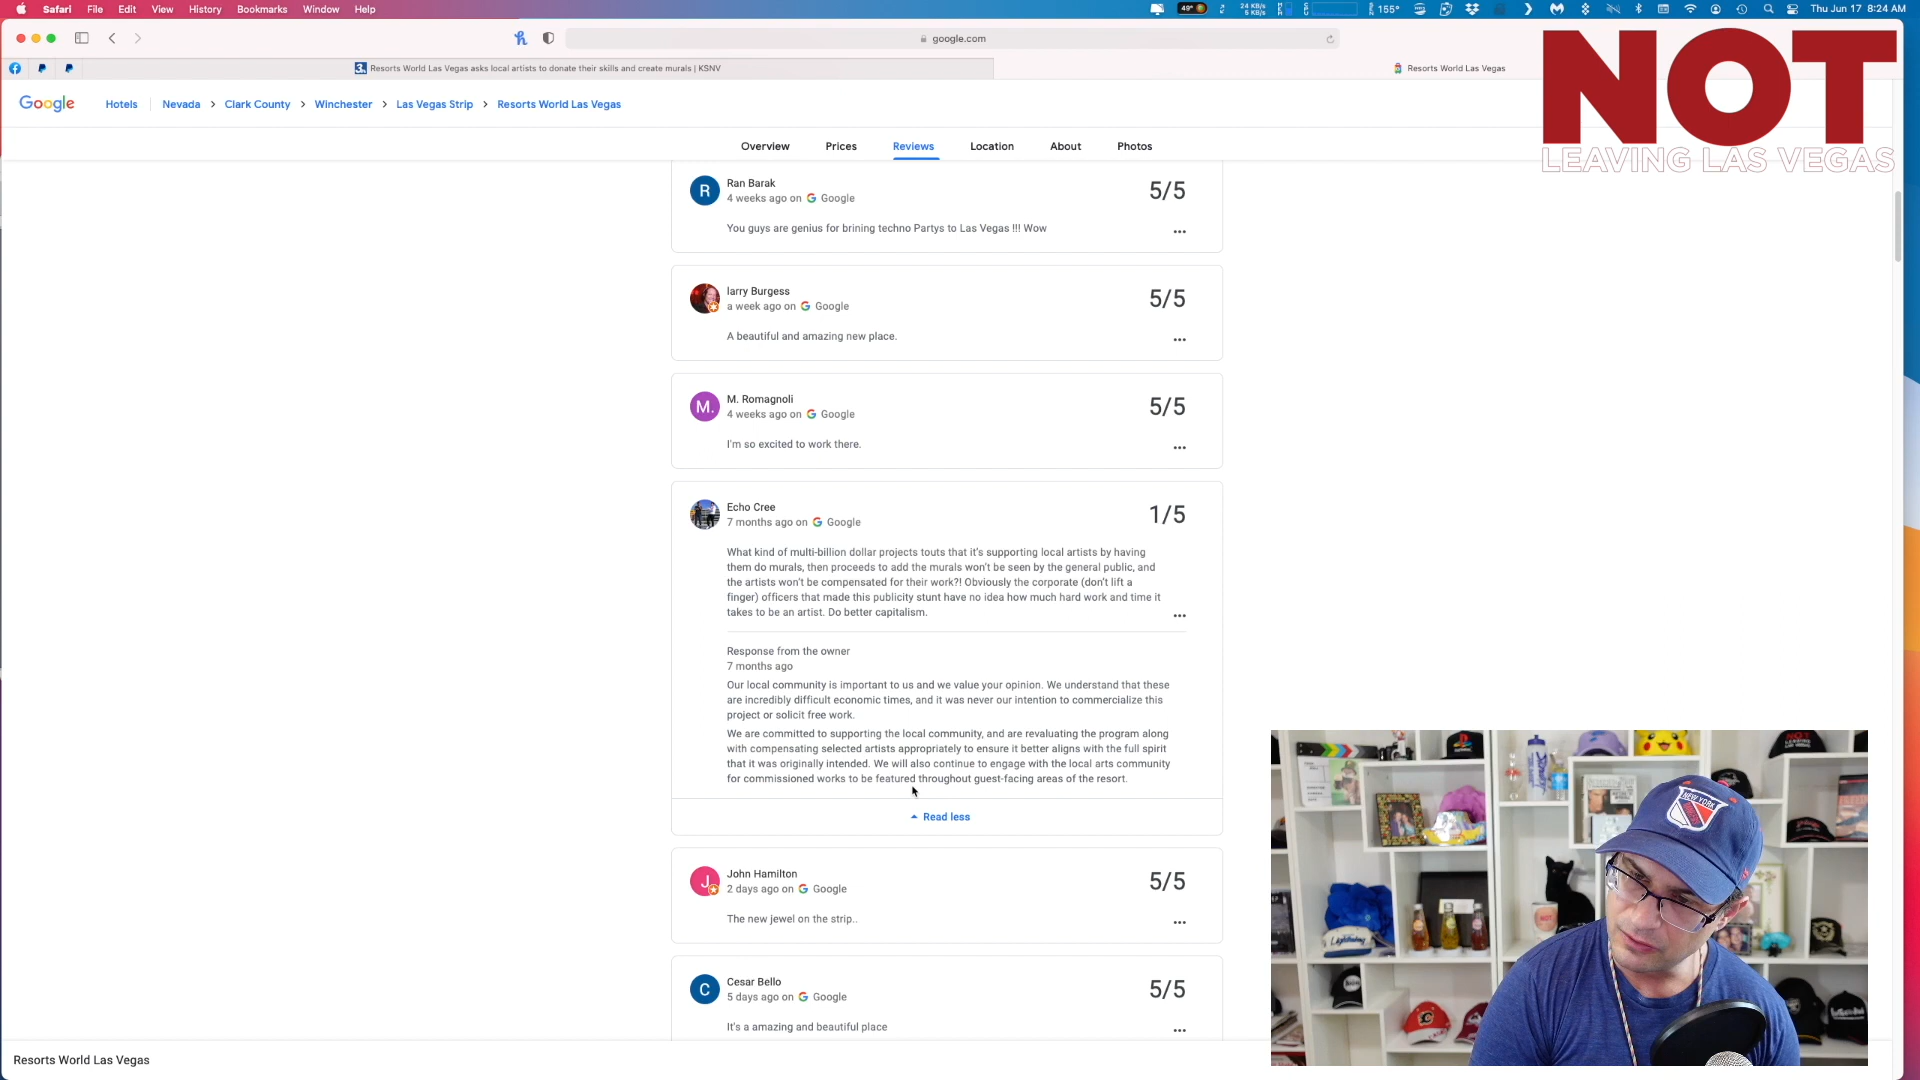 Safari File Edit View History Bookmarks Window Help
49°
24 KB/s
5 KB/s
155°
Thu Jun 17 8:24 AM
google.com
Resorts World Las Vegas asks local artists to donate their skills and create murals | KSNV
Resorts World Las Vegas
NOT
LEAVING LAS VEGAS
Google Hotels Nevada > Clark County > Winchester > Las Vegas Strip > Resorts World Las Vegas
Overview Prices Reviews Location About Photos
R
Ran Barak
4 weeks ago on G Google
5/5
You guys are genius for brining techno Partys to Las Vegas !!! Wow
larry Burgess
a week ago on G Google
5/5
A beautiful and amazing new place.
M.
M. Romagnoli
4 weeks ago on G Google
5/5
I'm so excited to work there.
Echo Cree
7 months ago on G Google
1/5
What kind of multi-billion dollar projects touts that it's supporting local artists by having
them do murals, then proceeds to add the murals won't be seen by the general public, and
the artists won't be compensated for their work?! Obviously the corporate (don't lift a
finger) officers that made this publicity stunt have no idea how much hard work and time it
takes to be an artist. Do better capitalism.
Response from the owner
7 months ago
Our local community is important to us and we value your opinion. We understand that these
are incredibly difficult economic times, and it was never our intention to commercialize this
project or solicit free work.
We are committed to supporting the local community, and are revaluating the program along
with compensating selected artists appropriately to ensure it better aligns with the full spirit
that it was originally intended. We will also continue to engage with the local arts community
for commissioned works to be featured throughout guest-facing areas of the resort.
Read less
J
John Hamilton
2 days ago on G Google
5/5
The new jewel on the strip..
C
Cesar Bello
5 days ago on G Google
5/5
It's a amazing and beautiful place
Resorts World Las Vegas
NEW YORK
Lightning